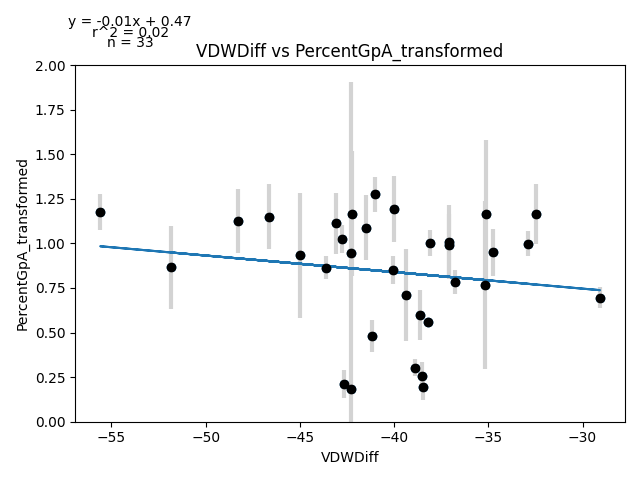 y = -0.01x + 0.47
r^2 = 0.02
n = 33
VDWDiff vs PercentGpA_transformed
2.00
1.75
1.50
1.25
1.00
0.75
0.50
0.25
0.00
PercentGpA_transformed
−55
−50
−45
−40
−35
−30
VDWDiff